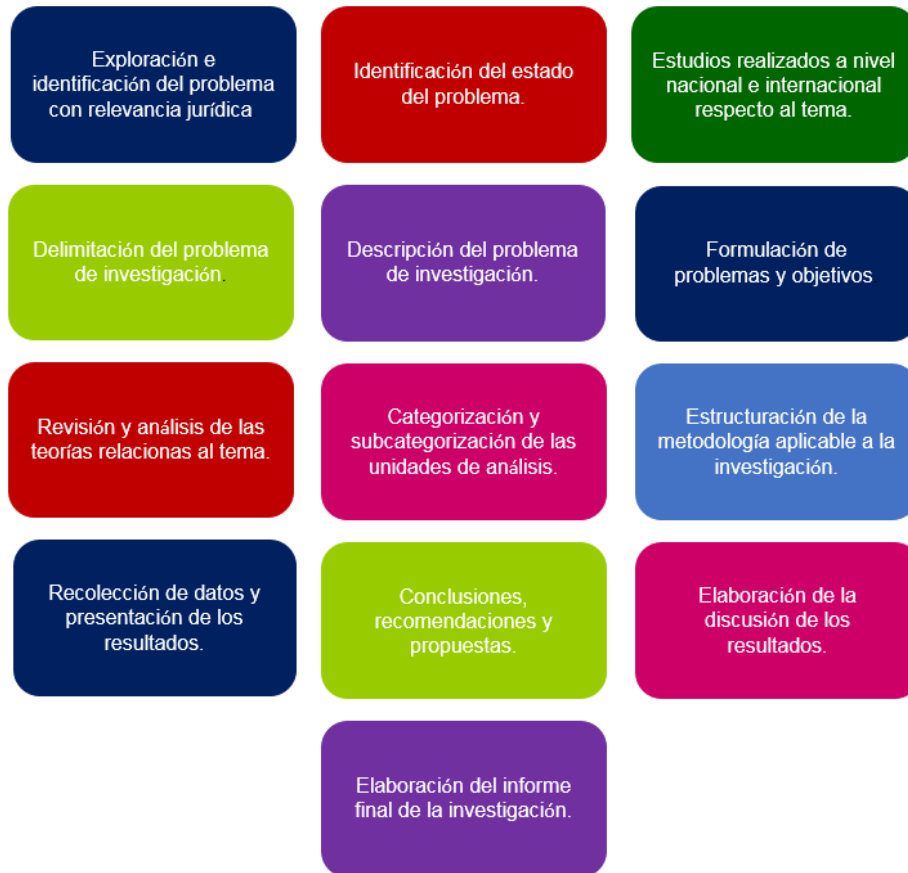 Exploración e
identificación del problema
con relevancia jurídica
Identificación del estado
del problema.
Estudios realizados a nivel
nacional e internacional
respecto al tema.
Delimitación del problema
de investigación.
Descripción del problema
de investigación.
Formulación de
problemas y objetivos
Revisión y análisis de las
teorías relacionas al tema.
Categorización y
subcategorización de las
unidades de análisis.
Estructuración de la
metodología aplicable a la
investigación.
Recolección de datos y
presentación de los
resultados.
Conclusiones,
recomendaciones y
propuestas.
Elaboración de la
discusión de los
resultados.
Elaboración del informe
final de la investigación.